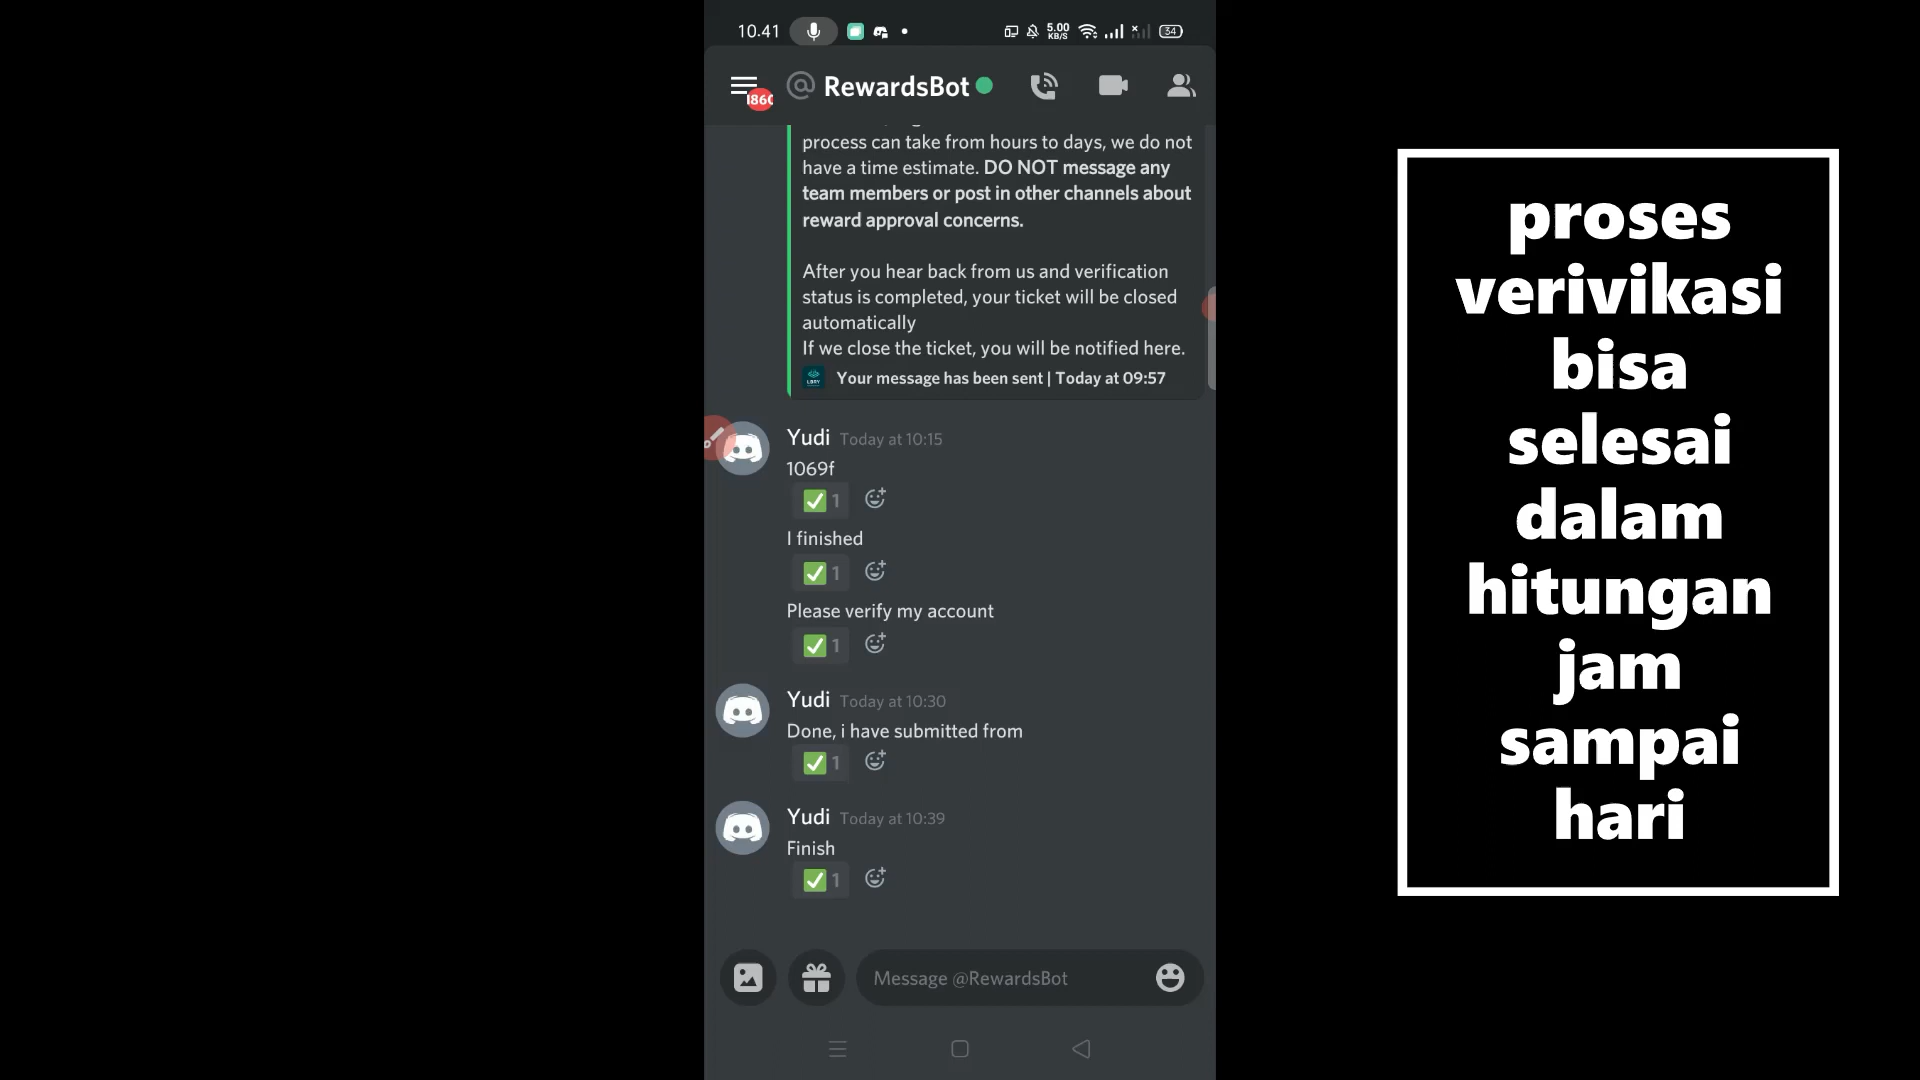 10.41
5.00
KB/S
34
RewardsBot
process can take from hours to days, we do not
have a time estimate. DO NOT message any
team members or post in other channels about
reward approval concerns.
After you hear back from us and verification
status is completed, your ticket will be closed
automatically
If we close the ticket, you will be notified here.
LBRY
Your message has been sent | Today at 09:57
Yudi Today at 10:15
1069f
✅ 1
I finished
✅ 1
Please verify my account
✅ 1
Yudi Today at 10:30
Done, i have submitted from
✅ 1
Yudi Today at 10:39
Finish
✅ 1
Message @RewardsBot
proses
verivikasi
bisa
selesai
dalam
hitungan
jam
sampai
hari